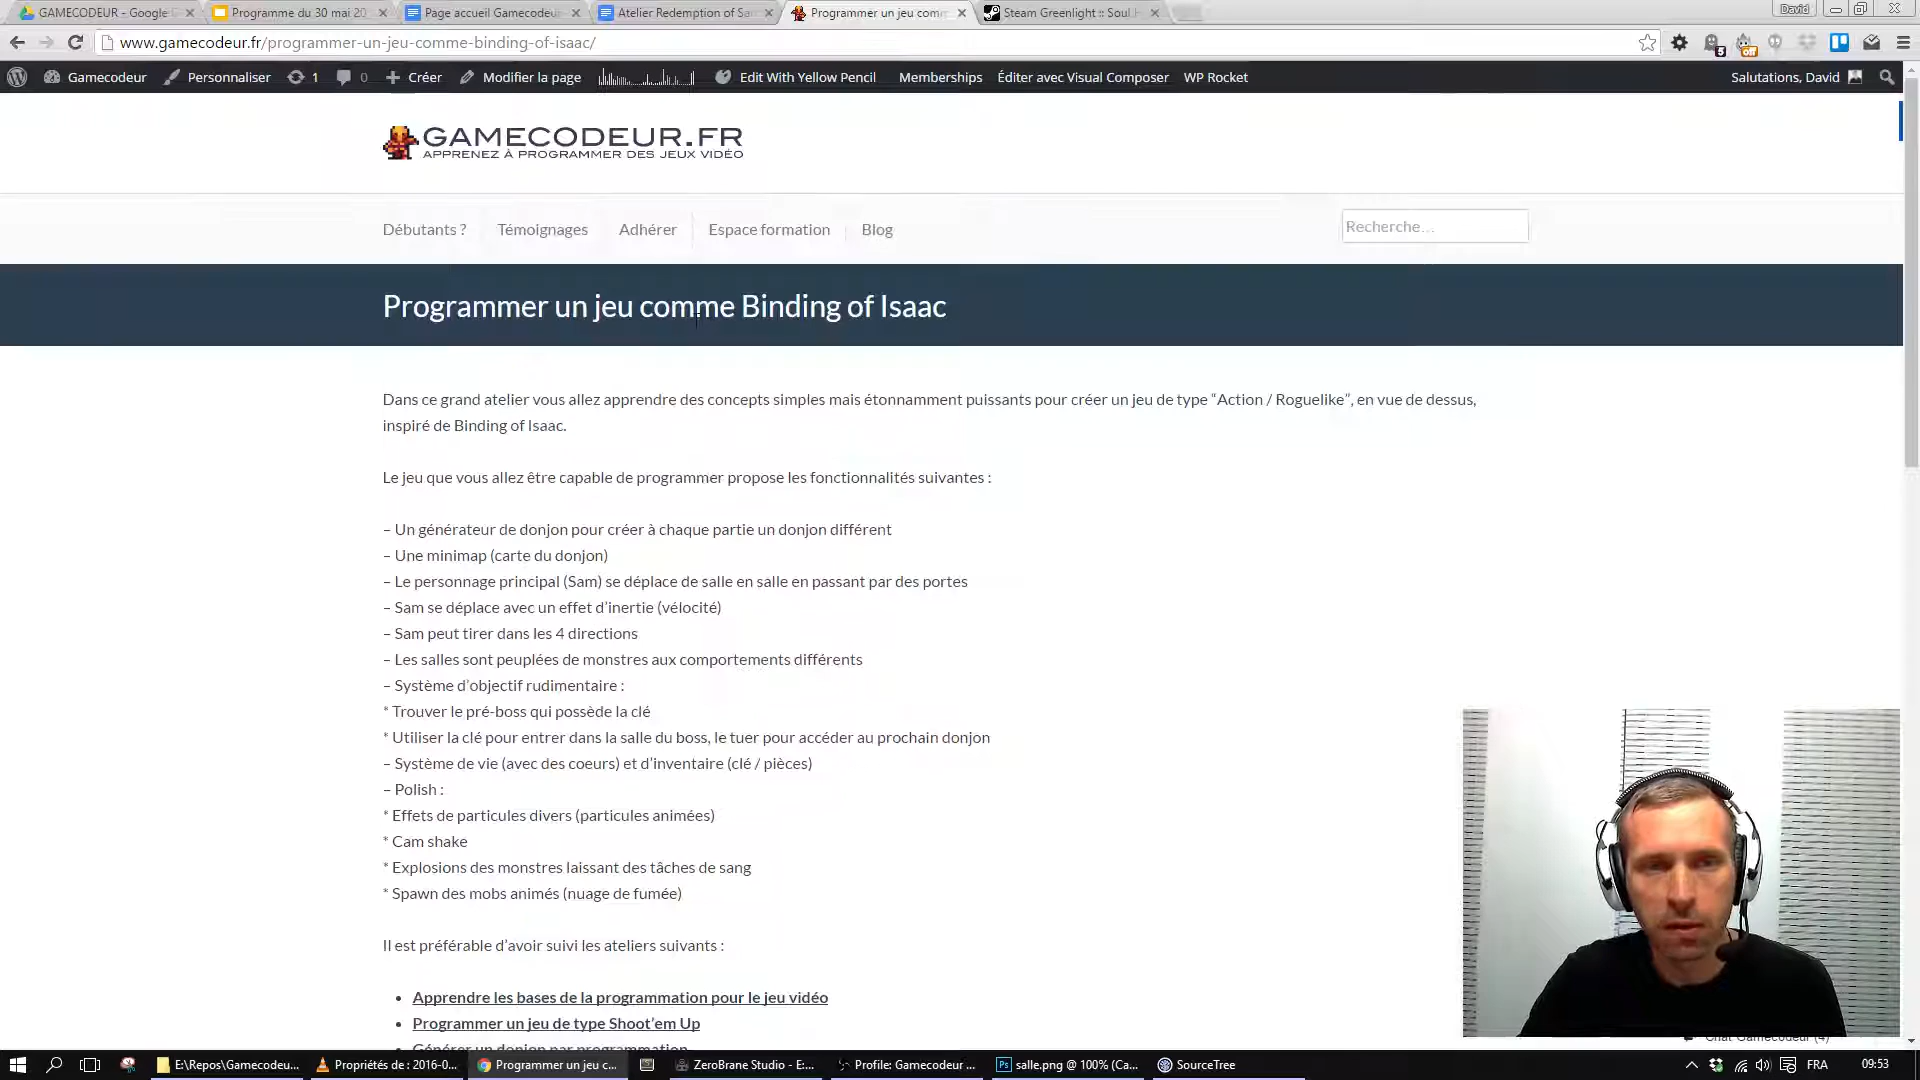 GAMECODEUR - Google
Programme du 30 mai 20
Page accueil Gamecodeu
Atelier Redemption of Sa
Programmer un jeu com
Steam Greenlight :: Soul
David
www.gamecodeur.fr/programmer-un-jeu-comme-binding-of-isaac/
Gamecodeur Personnaliser 1 0 Créer Modifier la page Edit With Yellow Pencil Memberships Éditer avec Visual Composer WP Rocket Salutations, David
GAMECODEUR.FR
APPRENEZ À PROGRAMMER DES JEUX VIDÉO
Débutants ? Témoignages Adhérer Espace formation Blog Recherche…
Programmer un jeu comme Binding of Isaac
Dans ce grand atelier vous allez apprendre des concepts simples mais étonnamment puissants pour créer un jeu de type “Action / Roguelike”, en vue de dessus,
inspiré de Binding of Isaac.
Le jeu que vous allez être capable de programmer propose les fonctionnalités suivantes :
– Un générateur de donjon pour créer à chaque partie un donjon différent
– Une minimap (carte du donjon)
– Le personnage principal (Sam) se déplace de salle en salle en passant par des portes
– Sam se déplace avec un effet d’inertie (vélocité)
– Sam peut tirer dans les 4 directions
– Les salles sont peuplées de monstres aux comportements différents
– Système d’objectif rudimentaire :
* Trouver le pré-boss qui possède la clé
* Utiliser la clé pour entrer dans la salle du boss, le tuer pour accéder au prochain donjon
– Système de vie (avec des coeurs) et d’inventaire (clé / pièces)
– Polish :
* Effets de particules divers (particules animées)
* Cam shake
* Explosions des monstres laissant des tâches de sang
* Spawn des mobs animés (nuage de fumée)
Il est préférable d’avoir suivi les ateliers suivants :
• Apprendre les bases de la programmation pour le jeu vidéo
• Programmer un jeu de type Shoot’em Up
• Générer un donjon par programmation
Chat Gamecodeur (4)
E:\Repos\Gamecodeu... Propriétés de : 2016-0... Programmer un jeu c... ZeroBrane Studio - E:... Profile: Gamecodeur ... salle.png @ 100% (Ca... SourceTree FRA 09:53